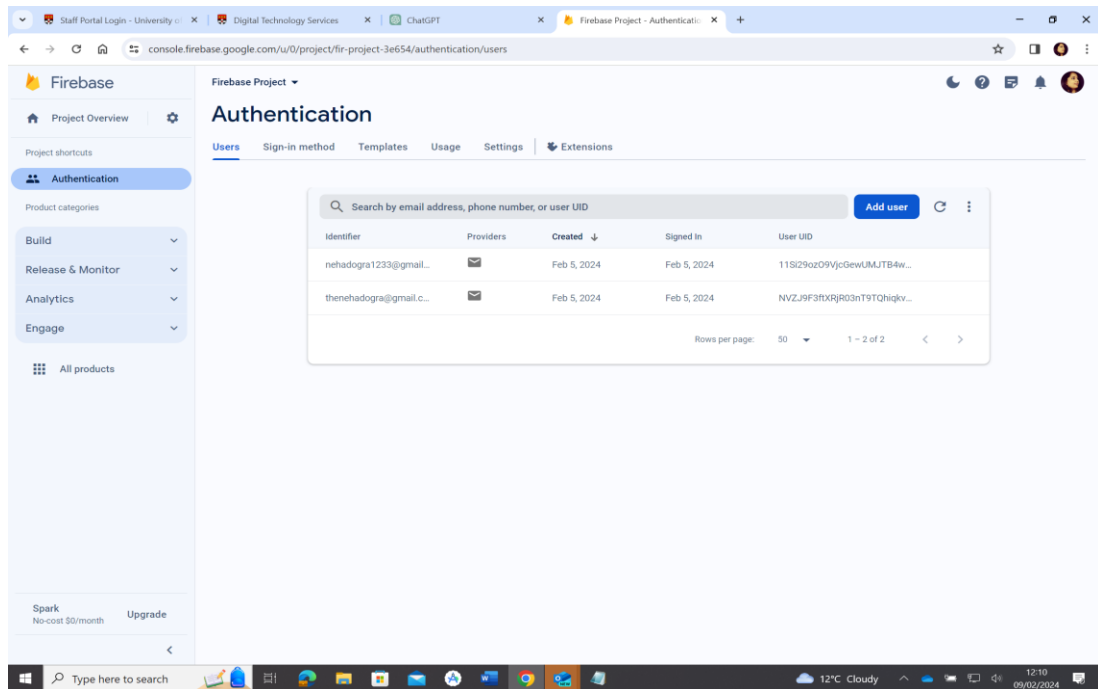 Staff Portal Login - University o
Digital Technology Services
ChatGPT
Firebase Project - Authenticatio
console.firebase.google.com/u/0/project/fir-project-3e654/authentication/users
Firebase
Firebase Project
Project Overview
Authentication
Users Sign-in method Templates Usage Settings Extensions
Project shortcuts
Authentication
Product categories
Build
Release & Monitor
Analytics
Engage
All products
Search by email address, phone number, or user UID
Add user
Identifier Providers Created Signed In User UID
nehadogra1233@gmail... Feb 5, 2024 Feb 5, 2024 11Si29ozO9VjcGewUMJTB4w...
thenehadogra@gmail.c... Feb 5, 2024 Feb 5, 2024 NVZJ9F3ftXRjR03nT9TQhiqkv...
Rows per page: 50 1 – 2 of 2
Spark
No-cost $0/month
Upgrade
Type here to search
12°C Cloudy
12:10
09/02/2024